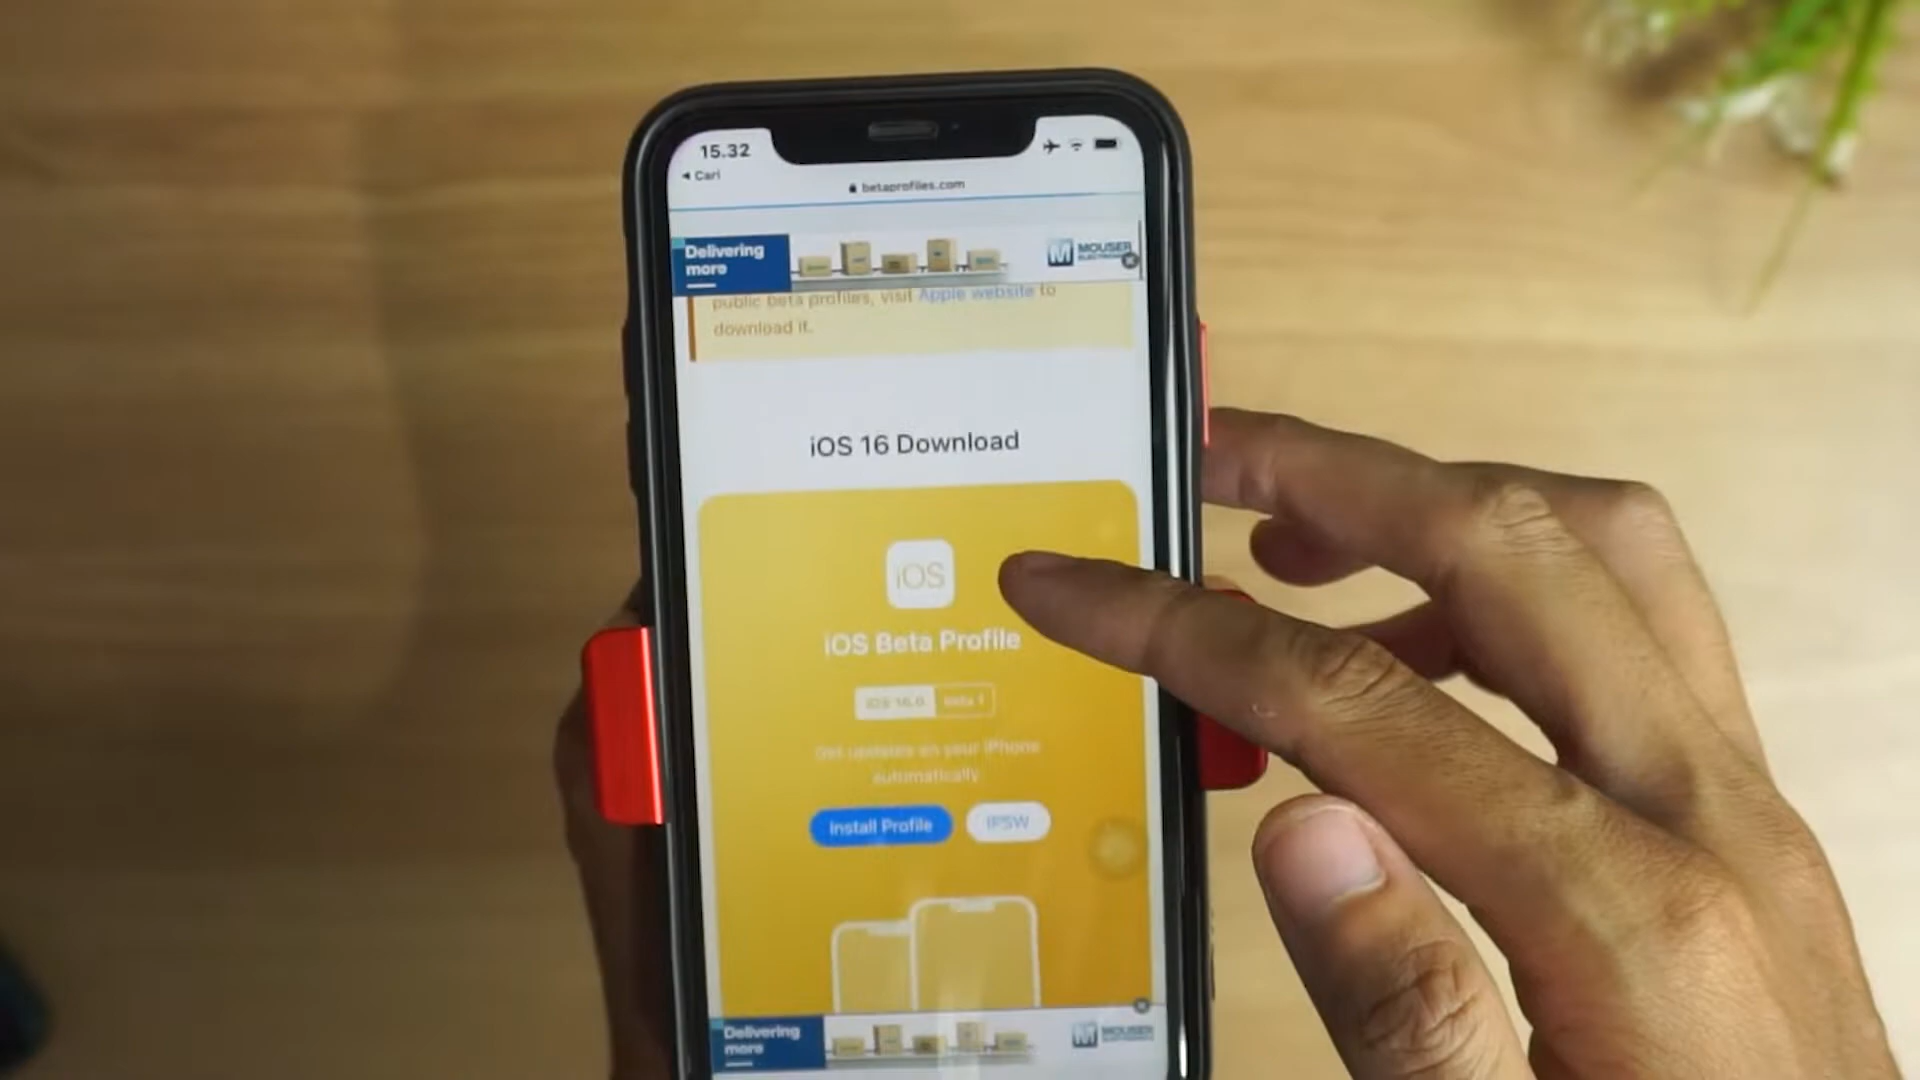 15.32
◀ Cari
betaprofiles.com
Delivering
more
MOUSER
ELECTRONICS
public beta profiles, visit Apple website to
download it.
iOS 16 Download
iOS
iOS Beta Profile
iOS 16.0 Beta 1
Get updates on your iPhone
automatically
Install Profile IPSW
Delivering
more
MOUSER
ELECTRONICS